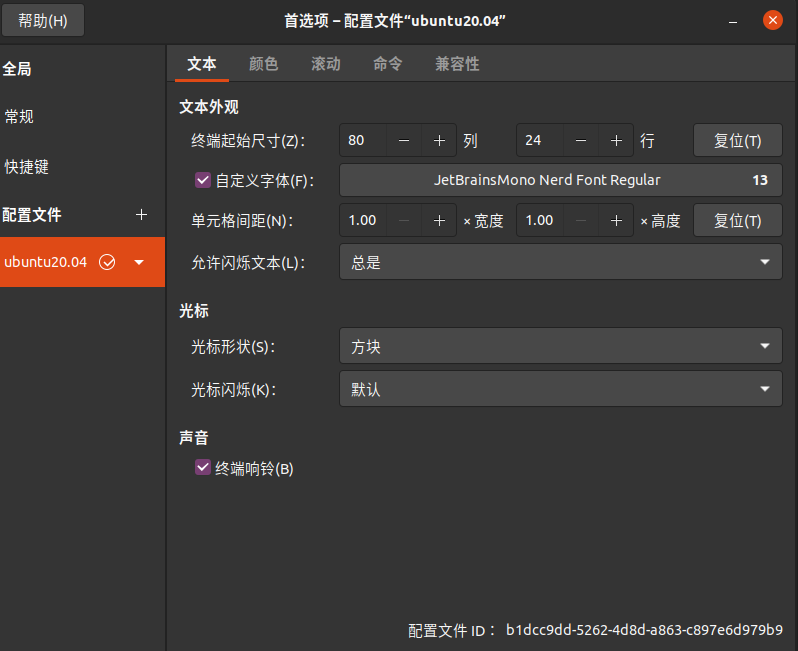 帮助(H) 首选项 – 配置文件“ubuntu20.04”
全局
常规
快捷键
配置文件
ubuntu20.04
文本 颜色 滚动 命令 兼容性
文本外观
终端起始尺寸(Z)： 80 列 24 行 复位(T)
自定义字体(F)： JetBrainsMono Nerd Font Regular 13
单元格间距(N)： 1.00 × 宽度 1.00 × 高度 复位(T)
允许闪烁文本(L)： 总是
光标
光标形状(S)： 方块
光标闪烁(K)： 默认
声音
终端响铃(B)
配置文件 ID： b1dcc9dd-5262-4d8d-a863-c897e6d979b9